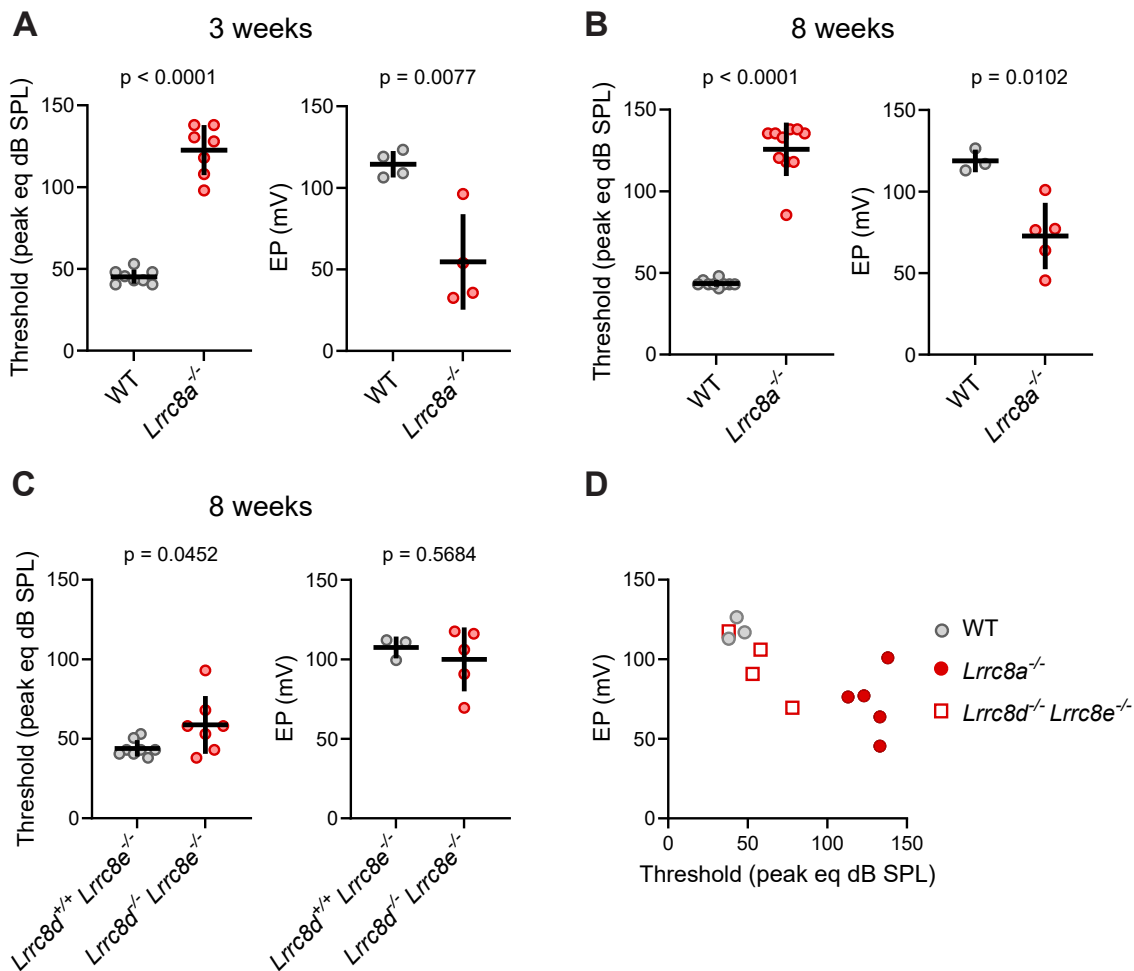 A
3 weeks
p < 0.0001
Threshold (peak eq dB SPL)
150
100
50
0
WT
Lrrc8a-/-
p = 0.0077
EP (mV)
150
100
50
0
WT
Lrrc8a-/-
B
8 weeks
p < 0.0001
Threshold (peak eq dB SPL)
150
100
50
0
WT
Lrrc8a-/-
p = 0.0102
EP (mV)
150
100
50
0
WT
Lrrc8a-/-
C
8 weeks
p = 0.0452
Threshold (peak eq dB SPL)
150
100
50
0
Lrrc8d+/+ Lrrc8e-/-
Lrrc8d-/- Lrrc8e-/-
p = 0.5684
EP (mV)
150
100
50
0
Lrrc8d+/+ Lrrc8e-/-
Lrrc8d-/- Lrrc8e-/-
D
EP (mV)
150
100
50
0
0 50 100 150
Threshold (peak eq dB SPL)
WT
Lrrc8a-/-
Lrrc8d-/- Lrrc8e-/-